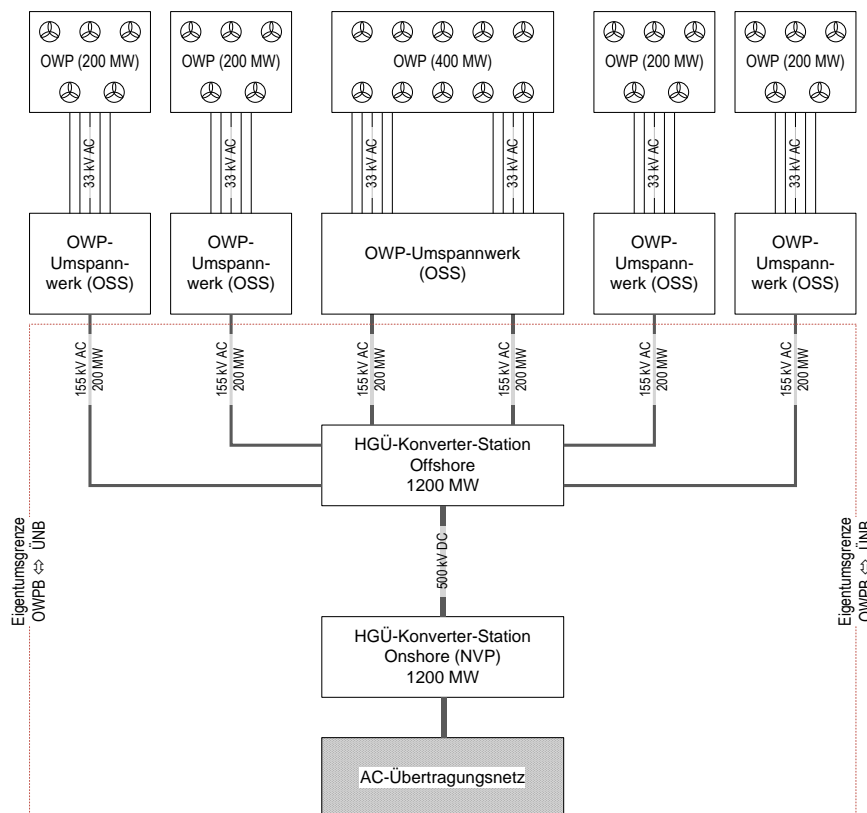 OWP (200 MW)
OWP (200 MW)
OWP (400 MW)
OWP (200 MW)
OWP (200 MW)
33 kV AC
33 kV AC
33 kV AC
33 kV AC
33 kV AC
33 kV AC
OWP-
Umspann-
werk (OSS)
OWP-
Umspann-
werk (OSS)
OWP-Umspannwerk
(OSS)
OWP-
Umspann-
werk (OSS)
OWP-
Umspann-
werk (OSS)
155 kV AC
200 MW
155 kV AC
200 MW
155 kV AC
200 MW
155 kV AC
200 MW
155 kV AC
200 MW
155 kV AC
200 MW
HGÜ-Konverter-Station
Offshore
1200 MW
Eigentumsgrenze
OWPB ⇔ ÜNB
500 kV DC
Eigentumsgrenze
OWPB ⇔ ÜNB
HGÜ-Konverter-Station
Onshore (NVP)
1200 MW
AC-Übertragungsnetz